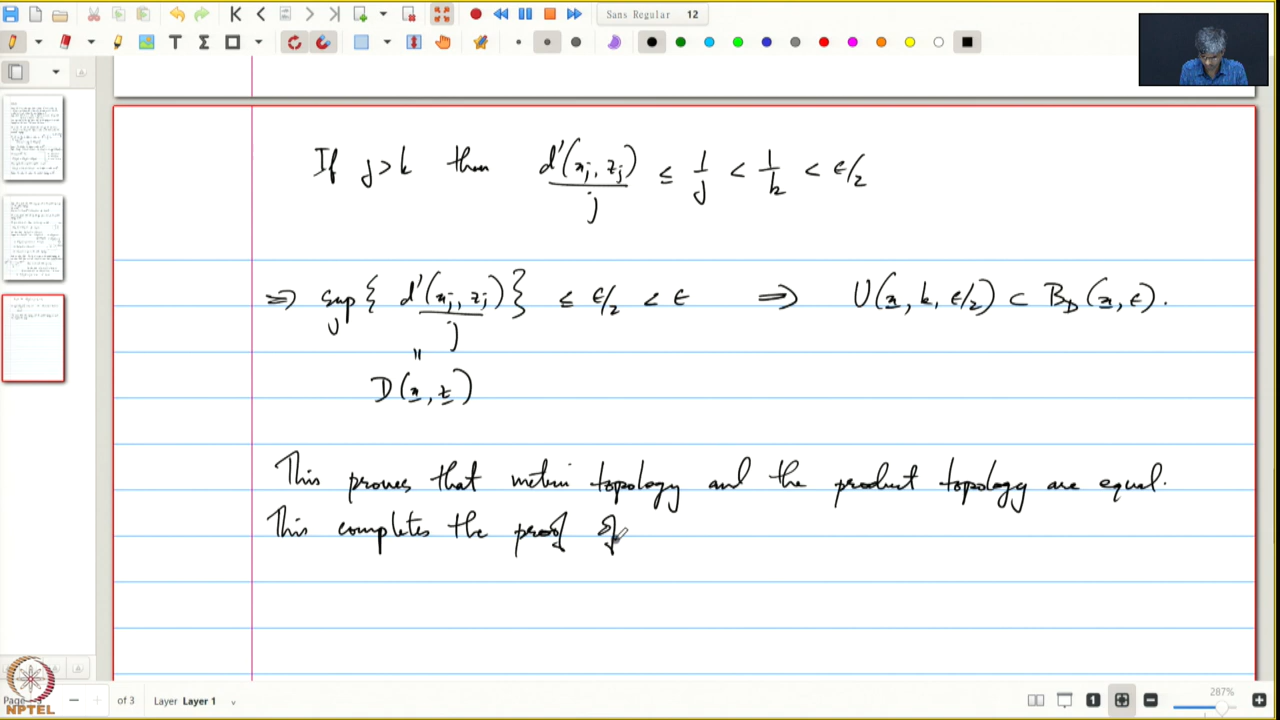 Sans Regular 12
If j > k then d'(x_j, z_j)/j ≤ 1/j < 1/k < ε/2
⇒ sup_j { d'(x_j, z_j)/j } ≤ ε/2 < ε ⇒ U(x, k, ε/2) ⊂ B_D(x, ε).
"
D(x, z)
This proves that metric topology and the product topology are equal.
This completes the proof of
NPTEL
Page
3
of 3
Layer
Layer 1
287%